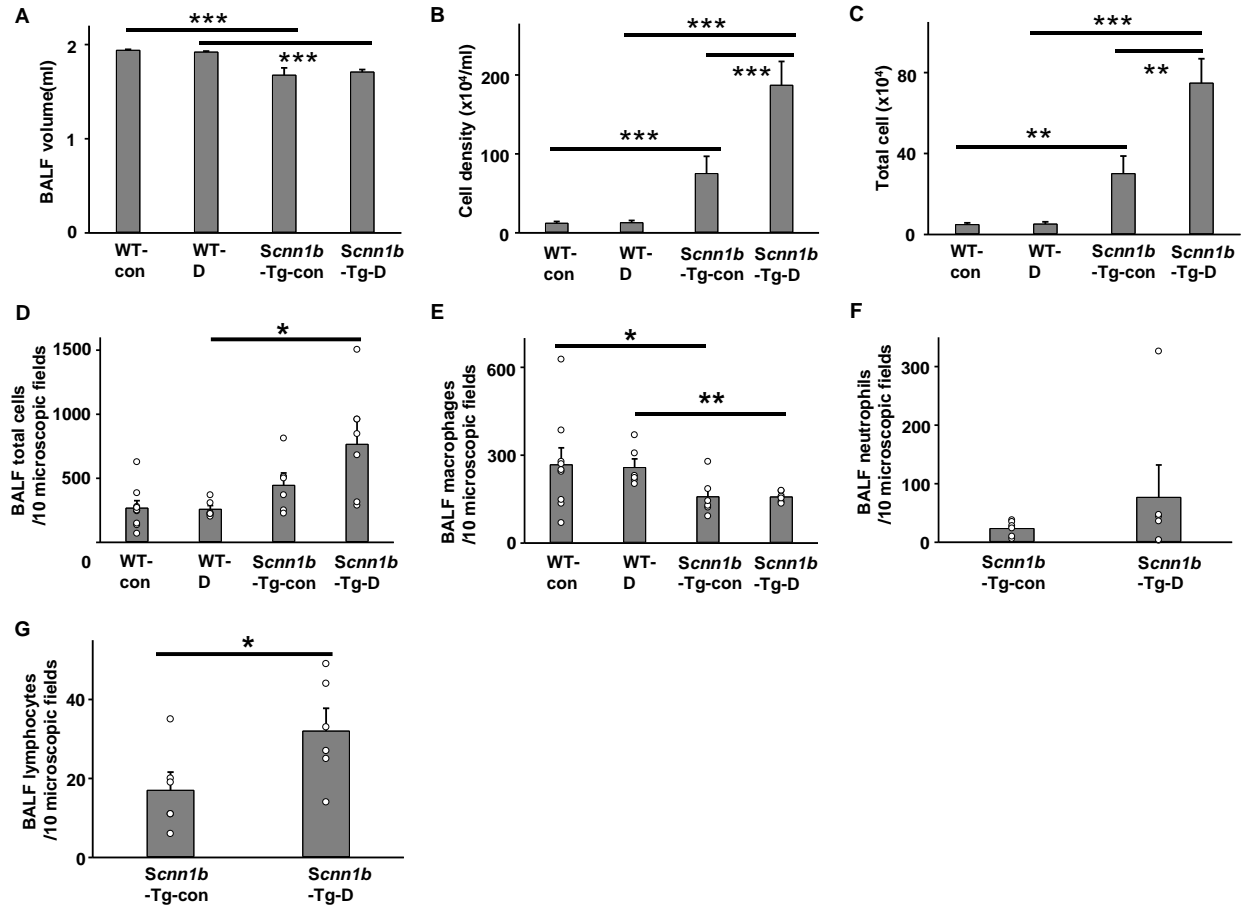 A
BALF volume(ml)
2
1
0
***
***
WT-
con
WT-
D
Scnn1b
-Tg-con
Scnn1b
-Tg-D
B
Cell density (x10⁴/ml)
200
100
0
***
***
***
WT-
con
WT-
D
Scnn1b
-Tg-con
Scnn1b
-Tg-D
C
Total cell (x10⁴)
80
40
0
***
**
**
WT-
con
WT-
D
Scnn1b
-Tg-con
Scnn1b
-Tg-D
D
BALF total cells
/10 microscopic fields
1500
1000
500
0
*
WT-
con
WT-
D
Scnn1b
-Tg-con
Scnn1b
-Tg-D
E
BALF macrophages
/10 microscopic fields
600
300
0
*
**
WT-
con
WT-
D
Scnn1b
-Tg-con
Scnn1b
-Tg-D
F
BALF neutrophils
/10 microscopic fields
300
200
100
0
Scnn1b
-Tg-con
Scnn1b
-Tg-D
G
BALF lymphocytes
/10 microscopic fields
40
20
0
*
Scnn1b
-Tg-con
Scnn1b
-Tg-D